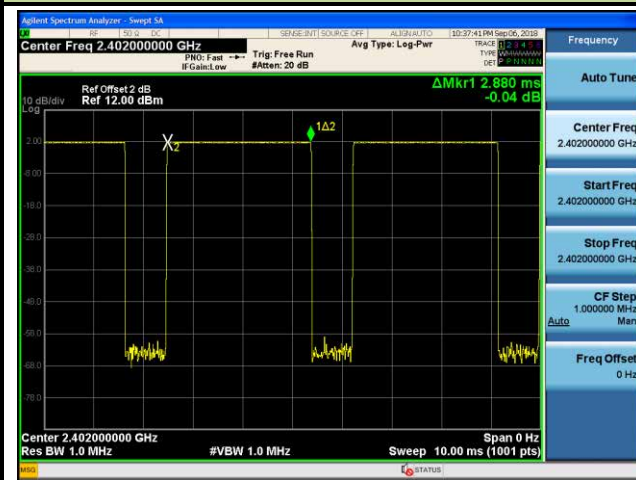 Agilent Spectrum Analyzer - Swept SA
RF 50 Ω DC SENSE:INT SOURCE OFF ALIGN AUTO 10:37:41 PM Sep 06, 2018
Center Freq 2.402000000 GHz
PNO: Fast
IFGain:Low
Trig: Free Run
#Atten: 20 dB
Avg Type: Log-Pwr
TRACE 1 2 3 4 5 6
TYPE
DET P P N N N N
Ref Offset 2 dB
Ref 12.00 dBm
10 dB/div
Log
ΔMkr1 2.880 ms
-0.04 dB
2.00
-8.00
-18.0
-28.0
-38.0
-48.0
-58.0
-68.0
-78.0
X2
1Δ2
Center 2.402000000 GHz
Span 0 Hz
Res BW 1.0 MHz
#VBW 1.0 MHz
Sweep 10.00 ms (1001 pts)
MSG
STATUS
Frequency
Auto Tune
Center Freq
2.402000000 GHz
Start Freq
2.402000000 GHz
Stop Freq
2.402000000 GHz
CF Step
1.000000 MHz
Auto Man
Freq Offset
0 Hz